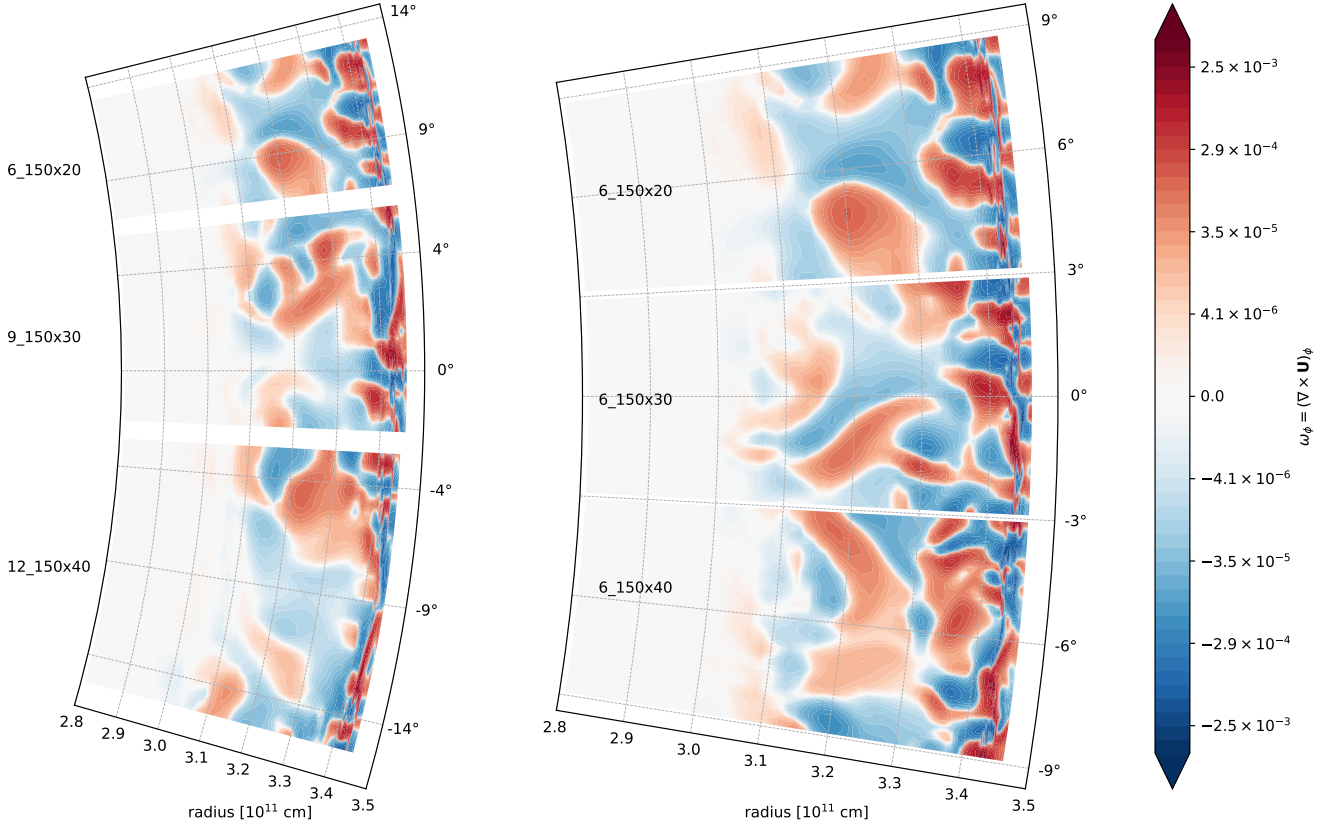 14°
9°
4°
0°
-4°
-9°
-14°
6_150x20
9_150x30
12_150x40
2.8
2.9
3.0
3.1
3.2
3.3
3.4
3.5
radius [10¹¹ cm]
9°
6°
3°
0°
-3°
-6°
-9°
6_150x20
6_150x30
6_150x40
2.8
2.9
3.0
3.1
3.2
3.3
3.4
3.5
radius [10¹¹ cm]
2.5 × 10⁻³
2.9 × 10⁻⁴
3.5 × 10⁻⁵
4.1 × 10⁻⁶
0.0
−4.1 × 10⁻⁶
−3.5 × 10⁻⁵
−2.9 × 10⁻⁴
−2.5 × 10⁻³
ω_ϕ = (∇ × U)_ϕ